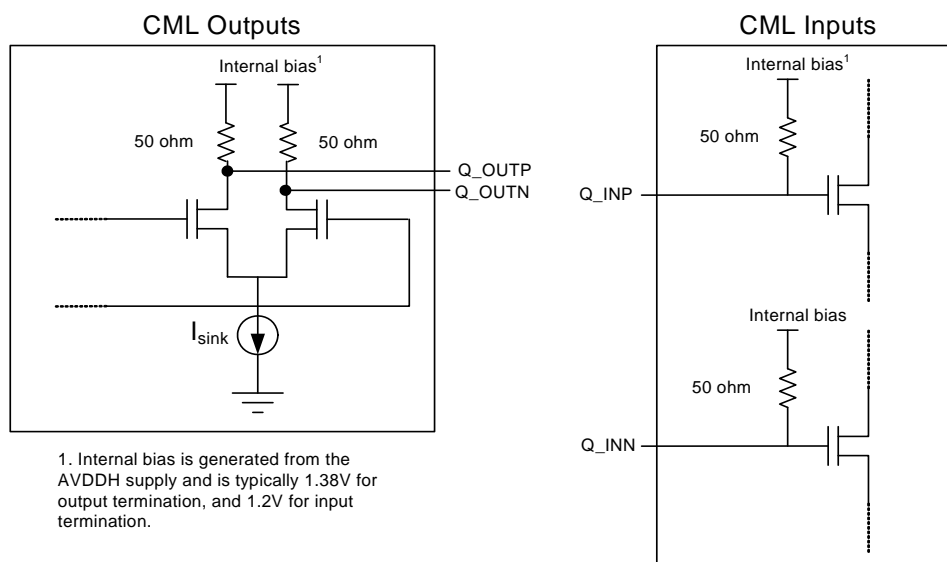 CML Outputs
Internal bias¹
50 ohm
50 ohm
Q_OUTP
Q_OUTN
Isink
1. Internal bias is generated from the
AVDDH supply and is typically 1.38V for
output termination, and 1.2V for input
termination.
CML Inputs
Internal bias¹
50 ohm
Q_INP
Internal bias
50 ohm
Q_INN